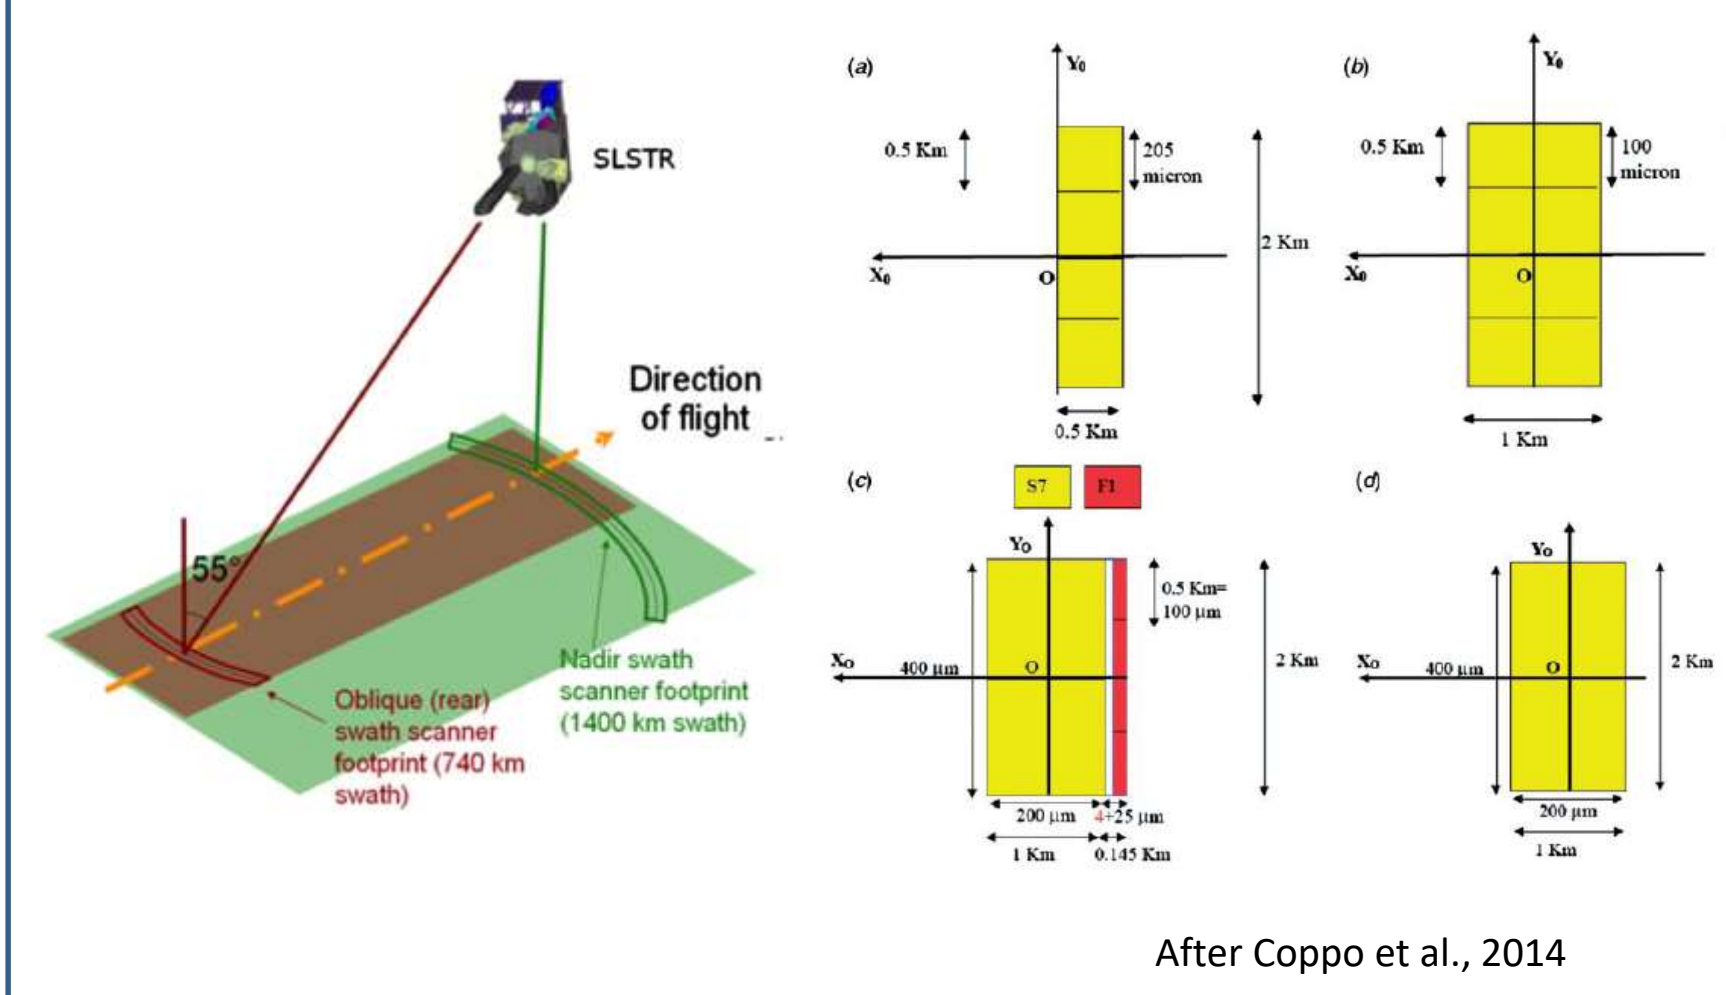 SLSTR
Direction
of flight
55°
Nadir swath
scanner footprint
(1400 km swath)
Oblique (rear)
swath scanner
footprint (740 km
swath)
(a)
Y₀
0.5 Km
205
micron
2 Km
X₀
O
0.5 Km
(b)
Y₀
0.5 Km
100
micron
X₀
O
1 Km
(c)
S7
F1
Y₀
0.5 Km=
100 µm
X₀
400 µm
O
2 Km
200 µm
4+25 µm
1 Km
0.145 Km
(d)
Y₀
X₀
400 µm
O
2 Km
200 µm
1 Km
After Coppo et al., 2014